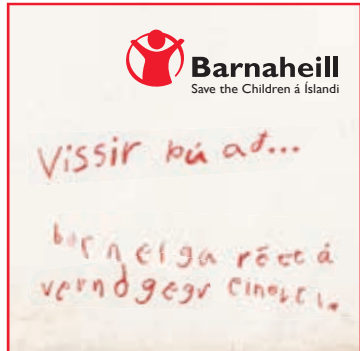 Barnaheill
Save the Children á Íslandi
Vissir þú að...
börn eiga rétt á
vernd gegn einelti.